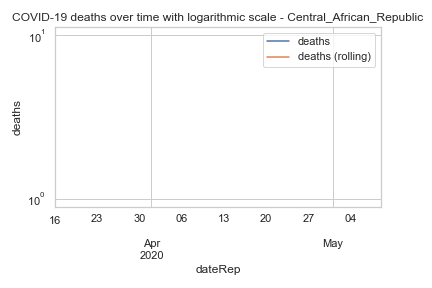 COVID-19 deaths over time with logarithmic scale - Central_African_Republic
10¹
deaths
deaths (rolling)
deaths
10⁰
16 23 30 06 13 20 27 04
Apr May
2020
dateRep